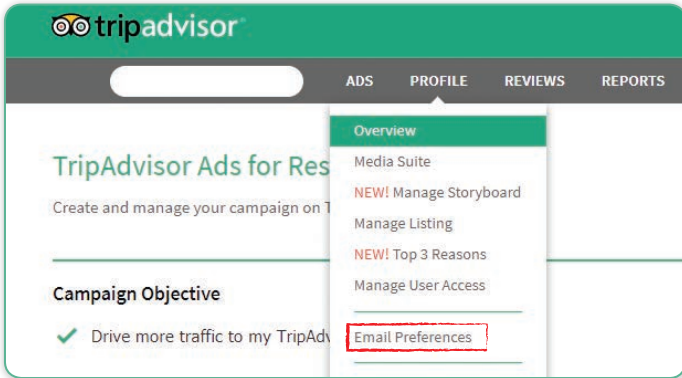 tripadvisor
ADS PROFILE REVIEWS REPORTS
Overview
Media Suite
NEW! Manage Storyboard
Manage Listing
NEW! Top 3 Reasons
Manage User Access
Email Preferences
TripAdvisor Ads for Res
Create and manage your campaign on T
Campaign Objective
Drive more traffic to my TripAdv